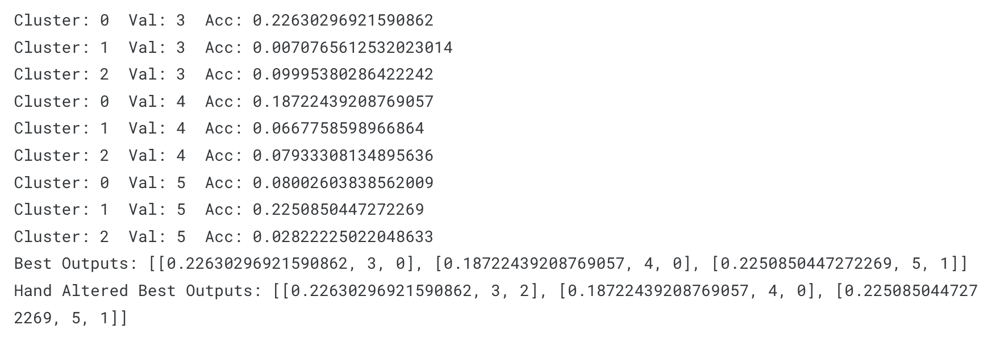 Cluster: 0  Val: 3  Acc: 0.22630296921590862
Cluster: 1  Val: 3  Acc: 0.0070765612532023014
Cluster: 2  Val: 3  Acc: 0.09995380286422242
Cluster: 0  Val: 4  Acc: 0.18722439208769057
Cluster: 1  Val: 4  Acc: 0.0667758598966864
Cluster: 2  Val: 4  Acc: 0.07933308134895636
Cluster: 0  Val: 5  Acc: 0.08002603838562009
Cluster: 1  Val: 5  Acc: 0.2250850447272269
Cluster: 2  Val: 5  Acc: 0.02822225022048633
Best Outputs: [[0.22630296921590862, 3, 0], [0.18722439208769057, 4, 0], [0.2250850447272269, 5, 1]]
Hand Altered Best Outputs: [[0.22630296921590862, 3, 2], [0.18722439208769057, 4, 0], [0.225085044727
2269, 5, 1]]